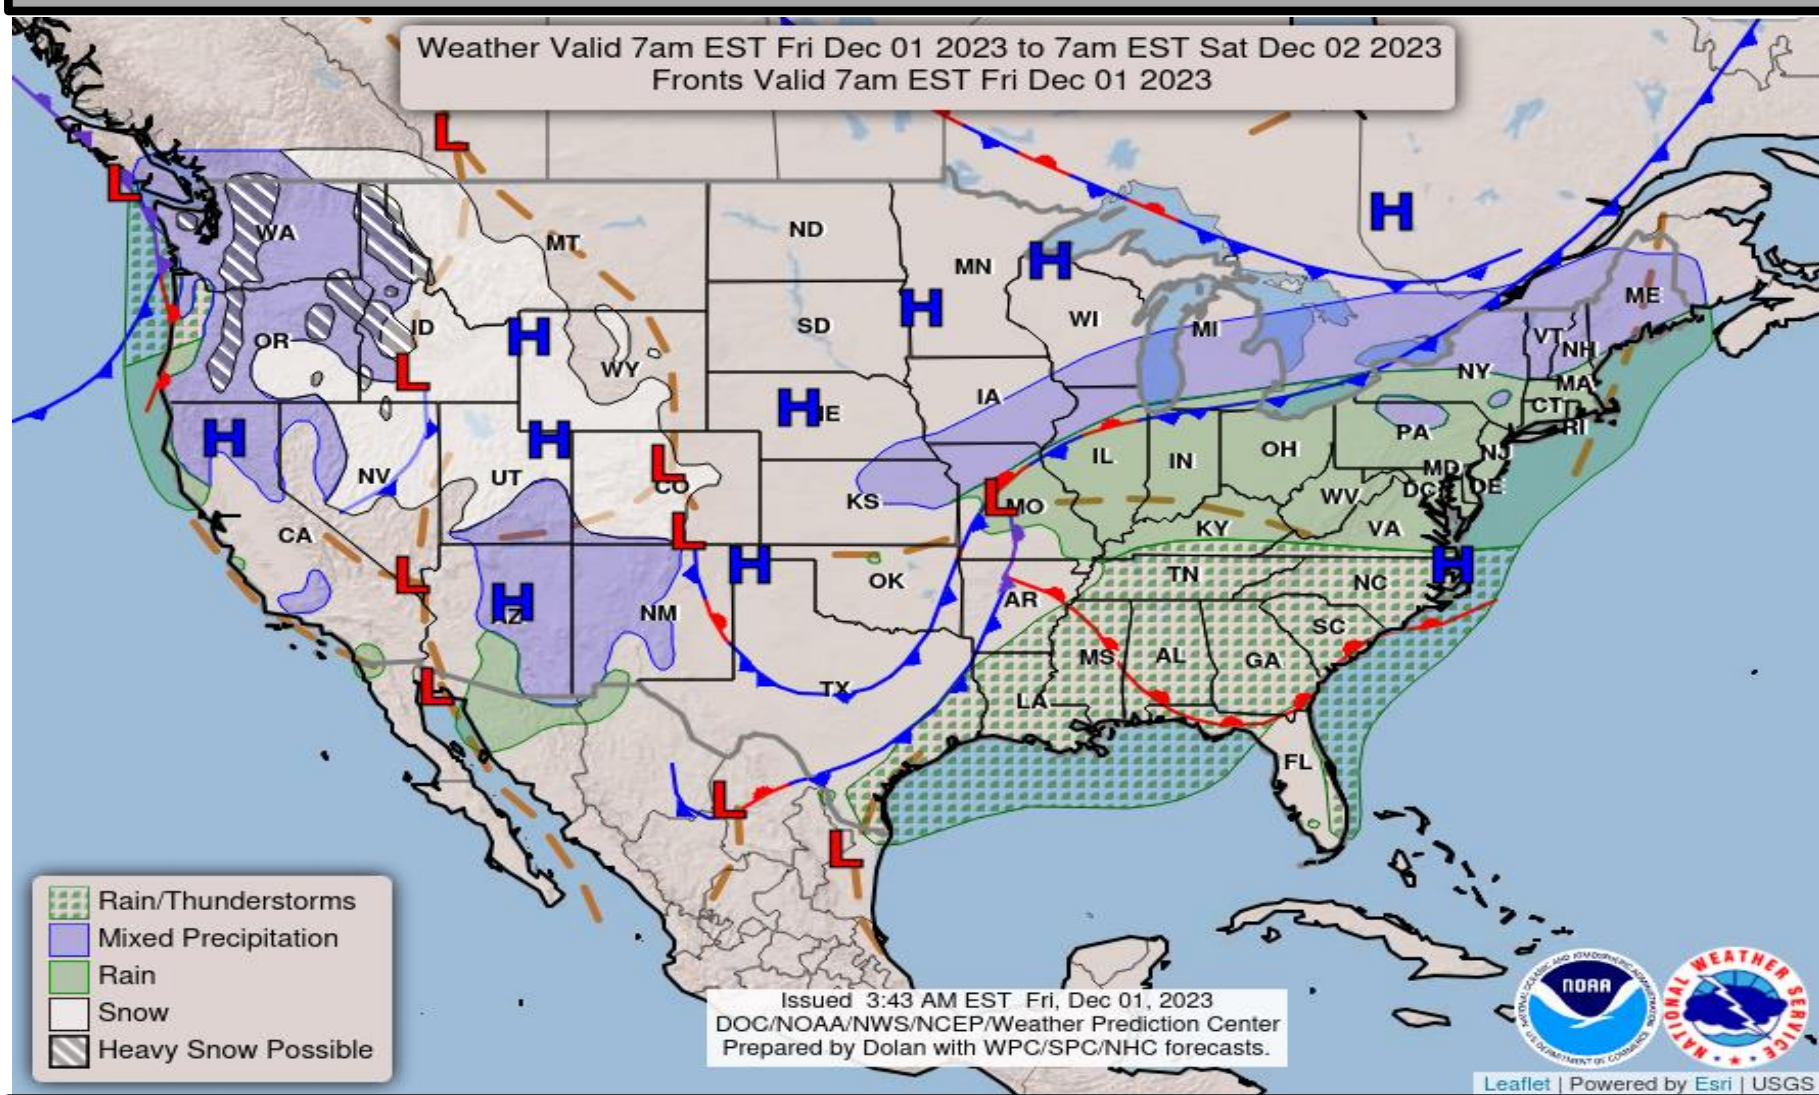 Weather Valid 7am EST Fri Dec 01 2023 to 7am EST Sat Dec 02 2023
Fronts Valid 7am EST Fri Dec 01 2023
L
L
H
WA
MT
ND
MN
H
ME
OR
ID
H
WY
SD
H
WI
MI
VT
NH
L
NY
MA
IA
H
NE
CT
RI
PA
H
NV
UT
H
L
CO
KS
L
MO
IL
IN
OH
NJ
MD
DC
DE
WV
VA
CA
KY
L
H
OK
TN
NC
H
L
H
AZ
NM
AR
SC
MS
AL
GA
L
TX
LA
FL
L
L
Rain/Thunderstorms
Mixed Precipitation
Rain
Snow
Heavy Snow Possible
Issued 3:43 AM EST Fri, Dec 01, 2023
DOC/NOAA/NWS/NCEP/Weather Prediction Center
Prepared by Dolan with WPC/SPC/NHC forecasts.
NOAA
NATIONAL WEATHER SERVICE
Leaflet | Powered by Esri | USGS